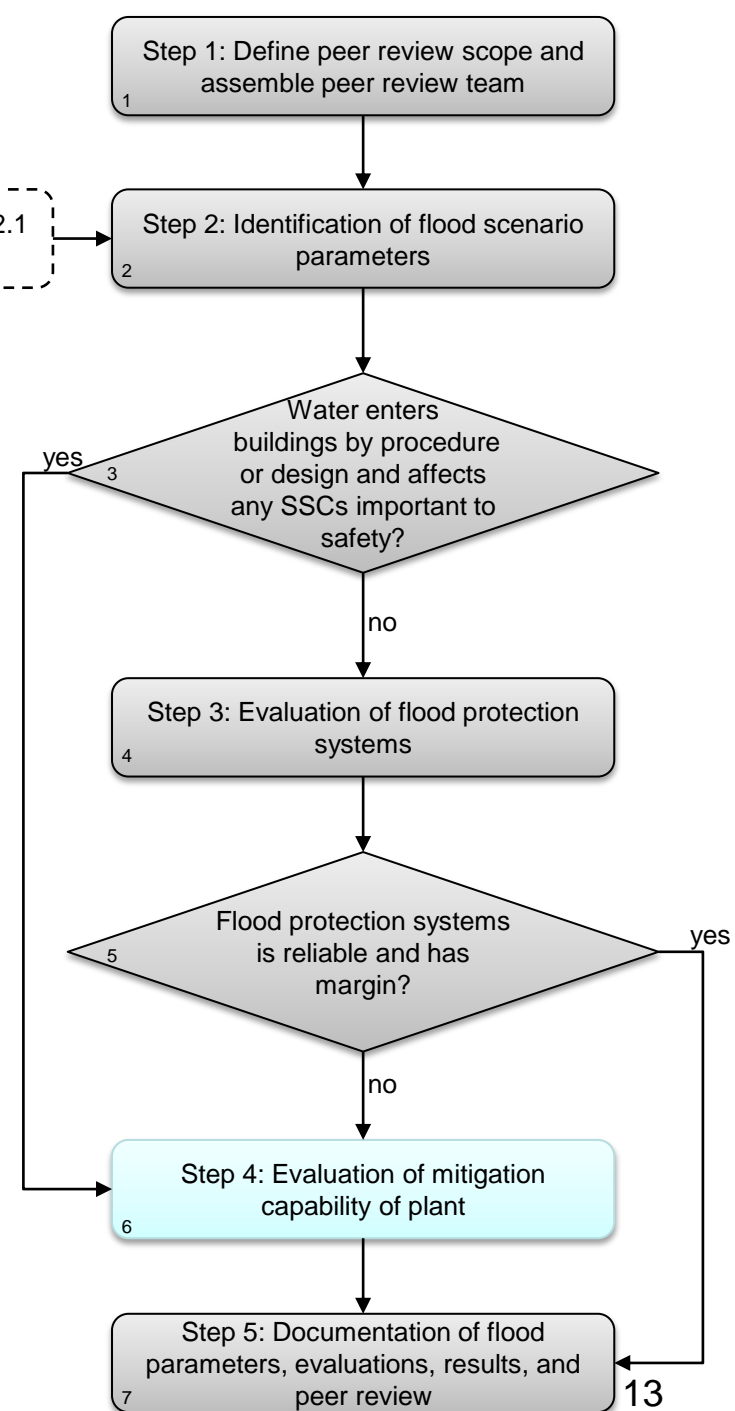 Step 1: Define peer review scope and
assemble peer review team
1
2.1
Step 2: Identification of flood scenario
parameters
2
Water enters
buildings by procedure
or design and affects
any SSCs important to
safety?
3
yes
no
Step 3: Evaluation of flood protection
systems
4
Flood protection systems
is reliable and has
margin?
5
yes
no
Step 4: Evaluation of mitigation
capability of plant
6
Step 5: Documentation of flood
parameters, evaluations, results, and
peer review
7
13